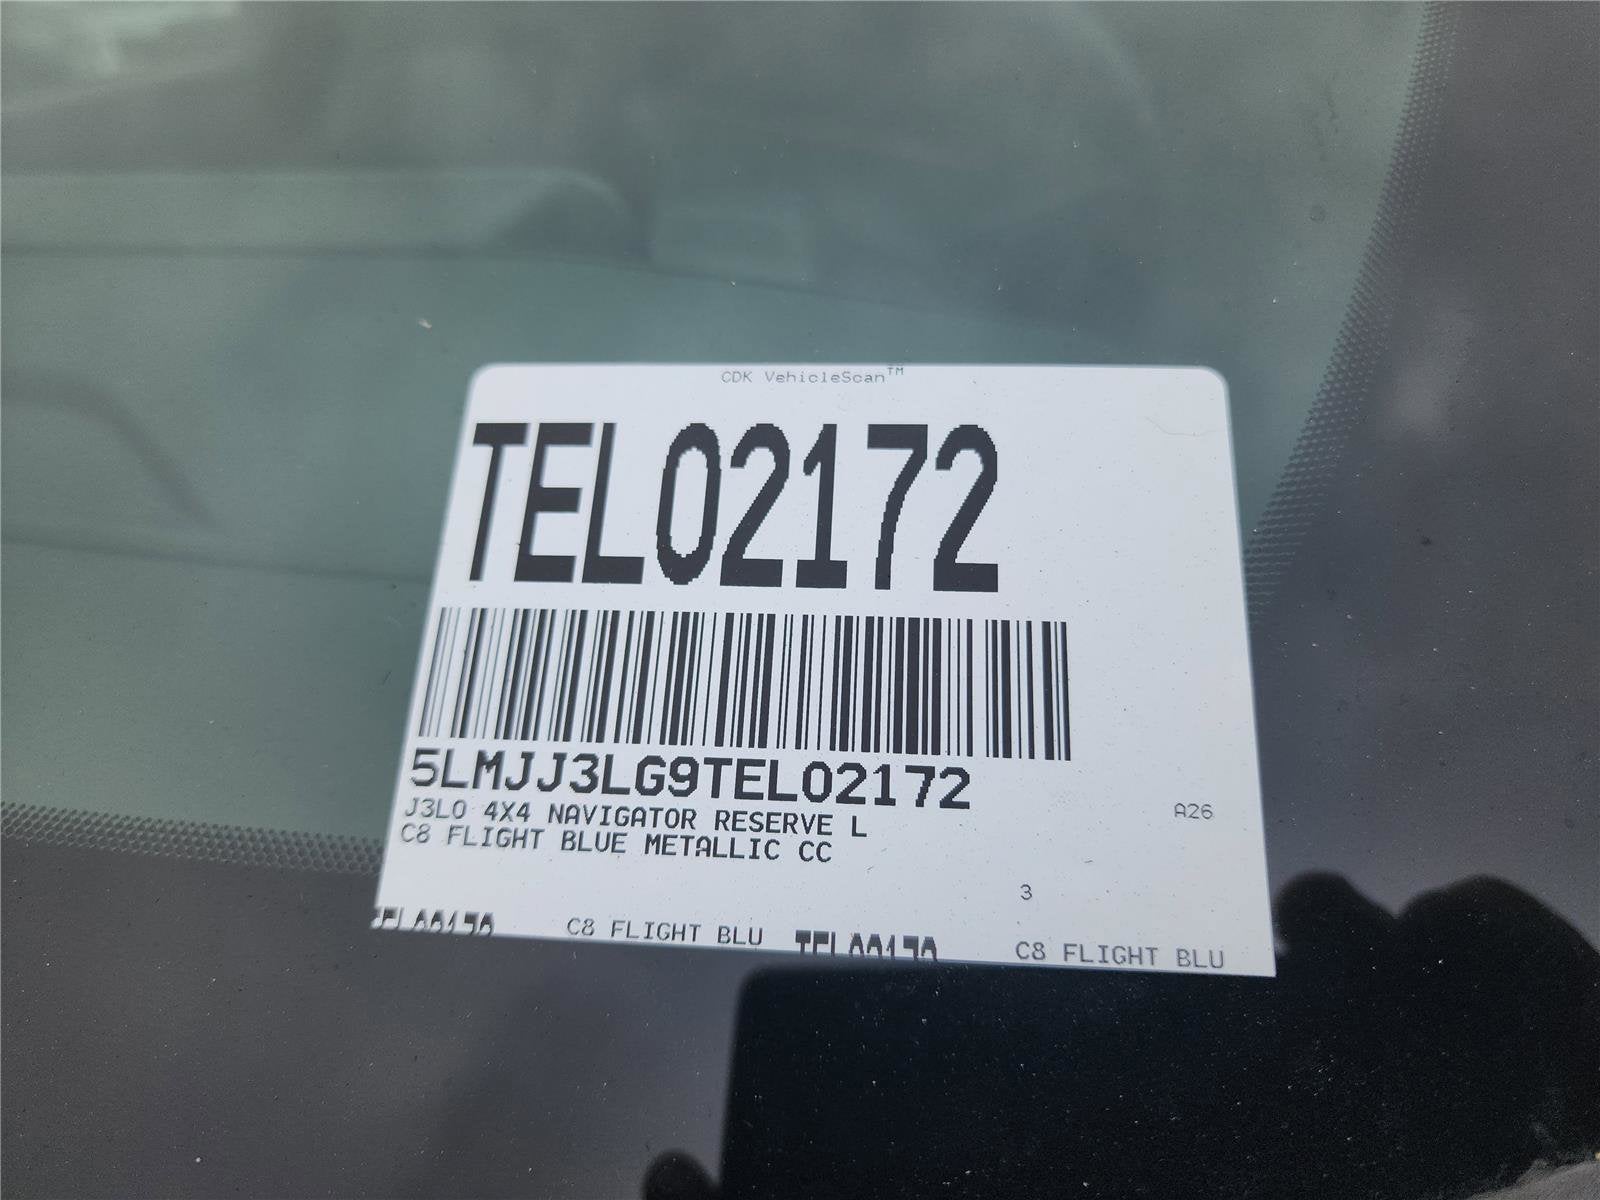 CDK VehicleScan™
TEL02172
5LMJJ3LG9TEL02172
J3L0 4X4 NAVIGATOR RESERVE L
A26
C8 FLIGHT BLUE METALLIC CC
3
C8 FLIGHT BLU
C8 FLIGHT BLU